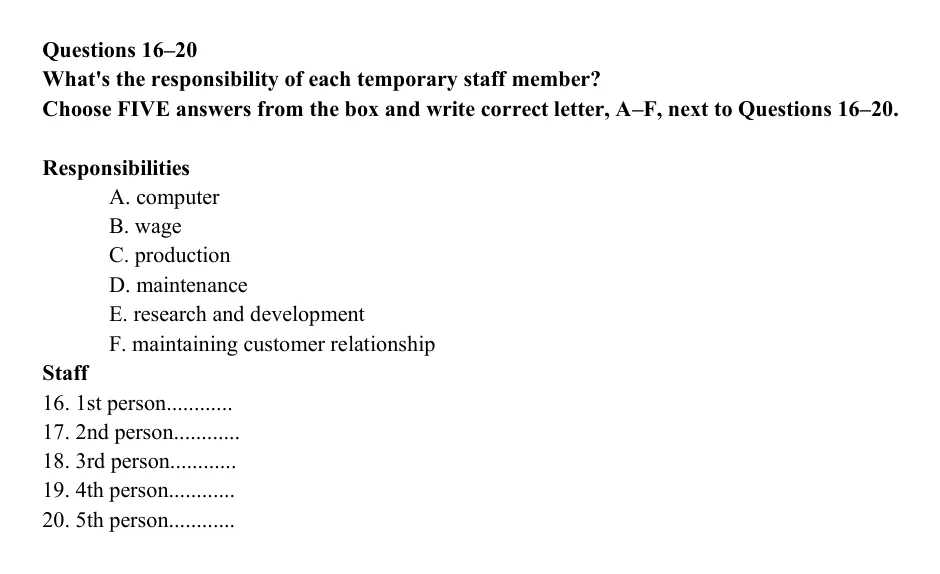 Questions 16–20
What's the responsibility of each temporary staff member?
Choose FIVE answers from the box and write correct letter, A–F, next to Questions 16–20.
Responsibilities
A. computer
B. wage
C. production
D. maintenance
E. research and development
F. maintaining customer relationship
Staff
16. 1st person............
17. 2nd person............
18. 3rd person............
19. 4th person............
20. 5th person............